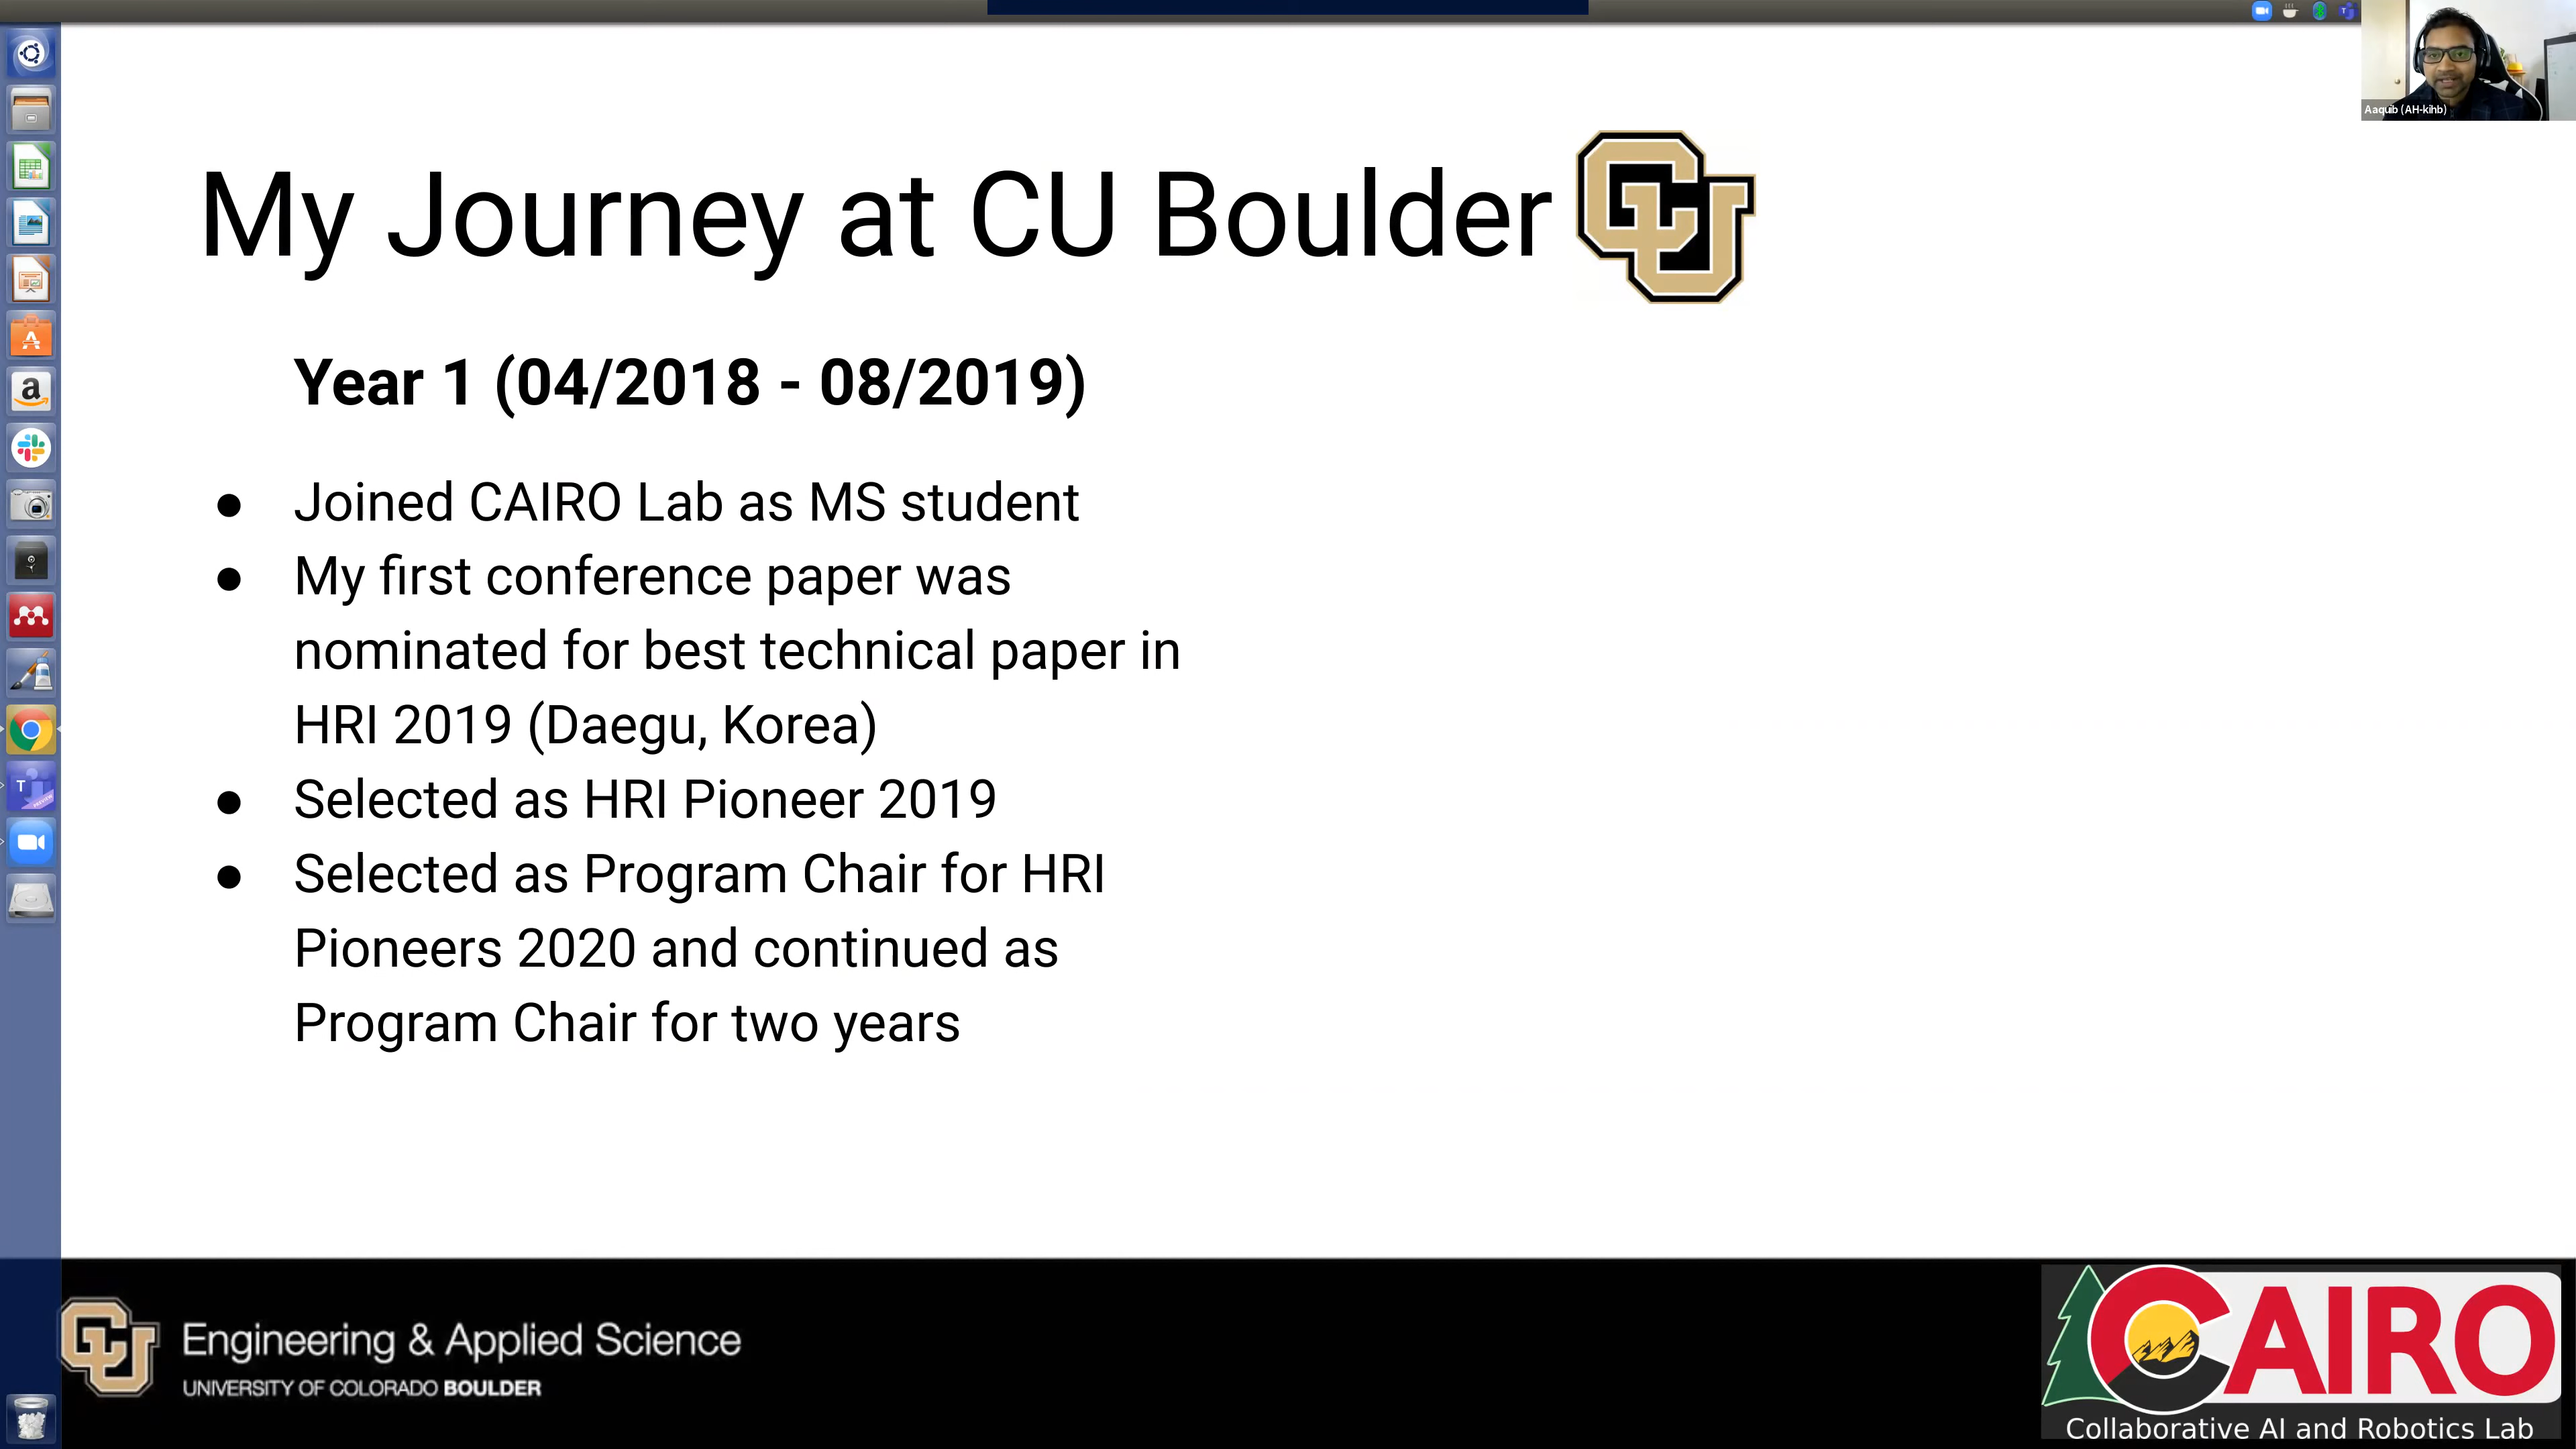 Aaquib (AH-kihb)
My Journey at CU Boulder
CU
Year 1 (04/2018 - 08/2019)
● Joined CAIRO Lab as MS student
● My first conference paper was
nominated for best technical paper in
HRI 2019 (Daegu, Korea)
● Selected as HRI Pioneer 2019
● Selected as Program Chair for HRI
Pioneers 2020 and continued as
Program Chair for two years
CU
Engineering & Applied Science
UNIVERSITY OF COLORADO BOULDER
CAIRO
Collaborative AI and Robotics Lab